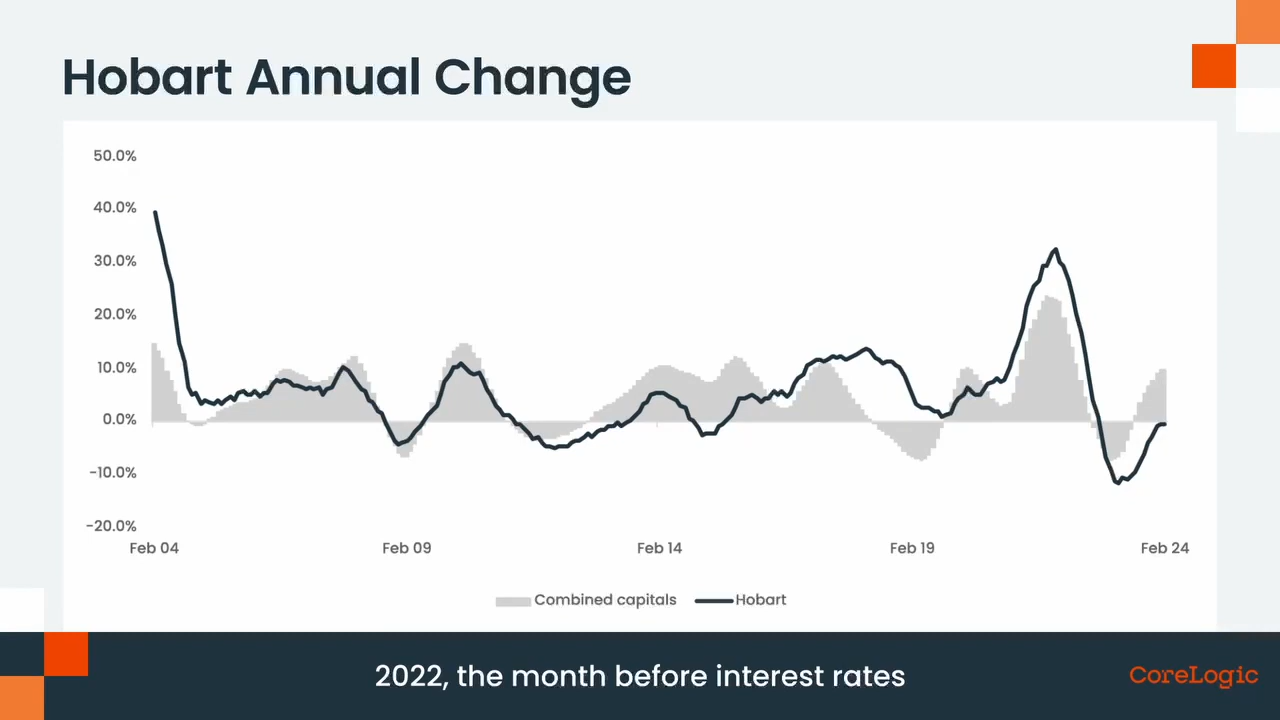 Hobart Annual Change
50.0%
40.0%
30.0%
20.0%
10.0%
0.0%
-10.0%
-20.0%
Feb 04 Feb 09 Feb 14 Feb 19 Feb 24
Combined capitals Hobart
2022, the month before interest rates
CoreLogic